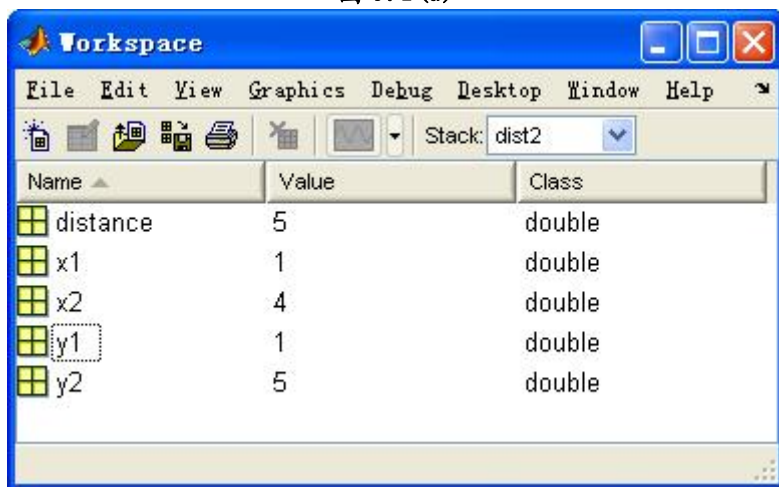 Workspace
File Edit View Graphics Debug Desktop Window Help
Stack: dist2
Name Value Class
distance 5 double
x1 1 double
x2 4 double
y1 1 double
y2 5 double